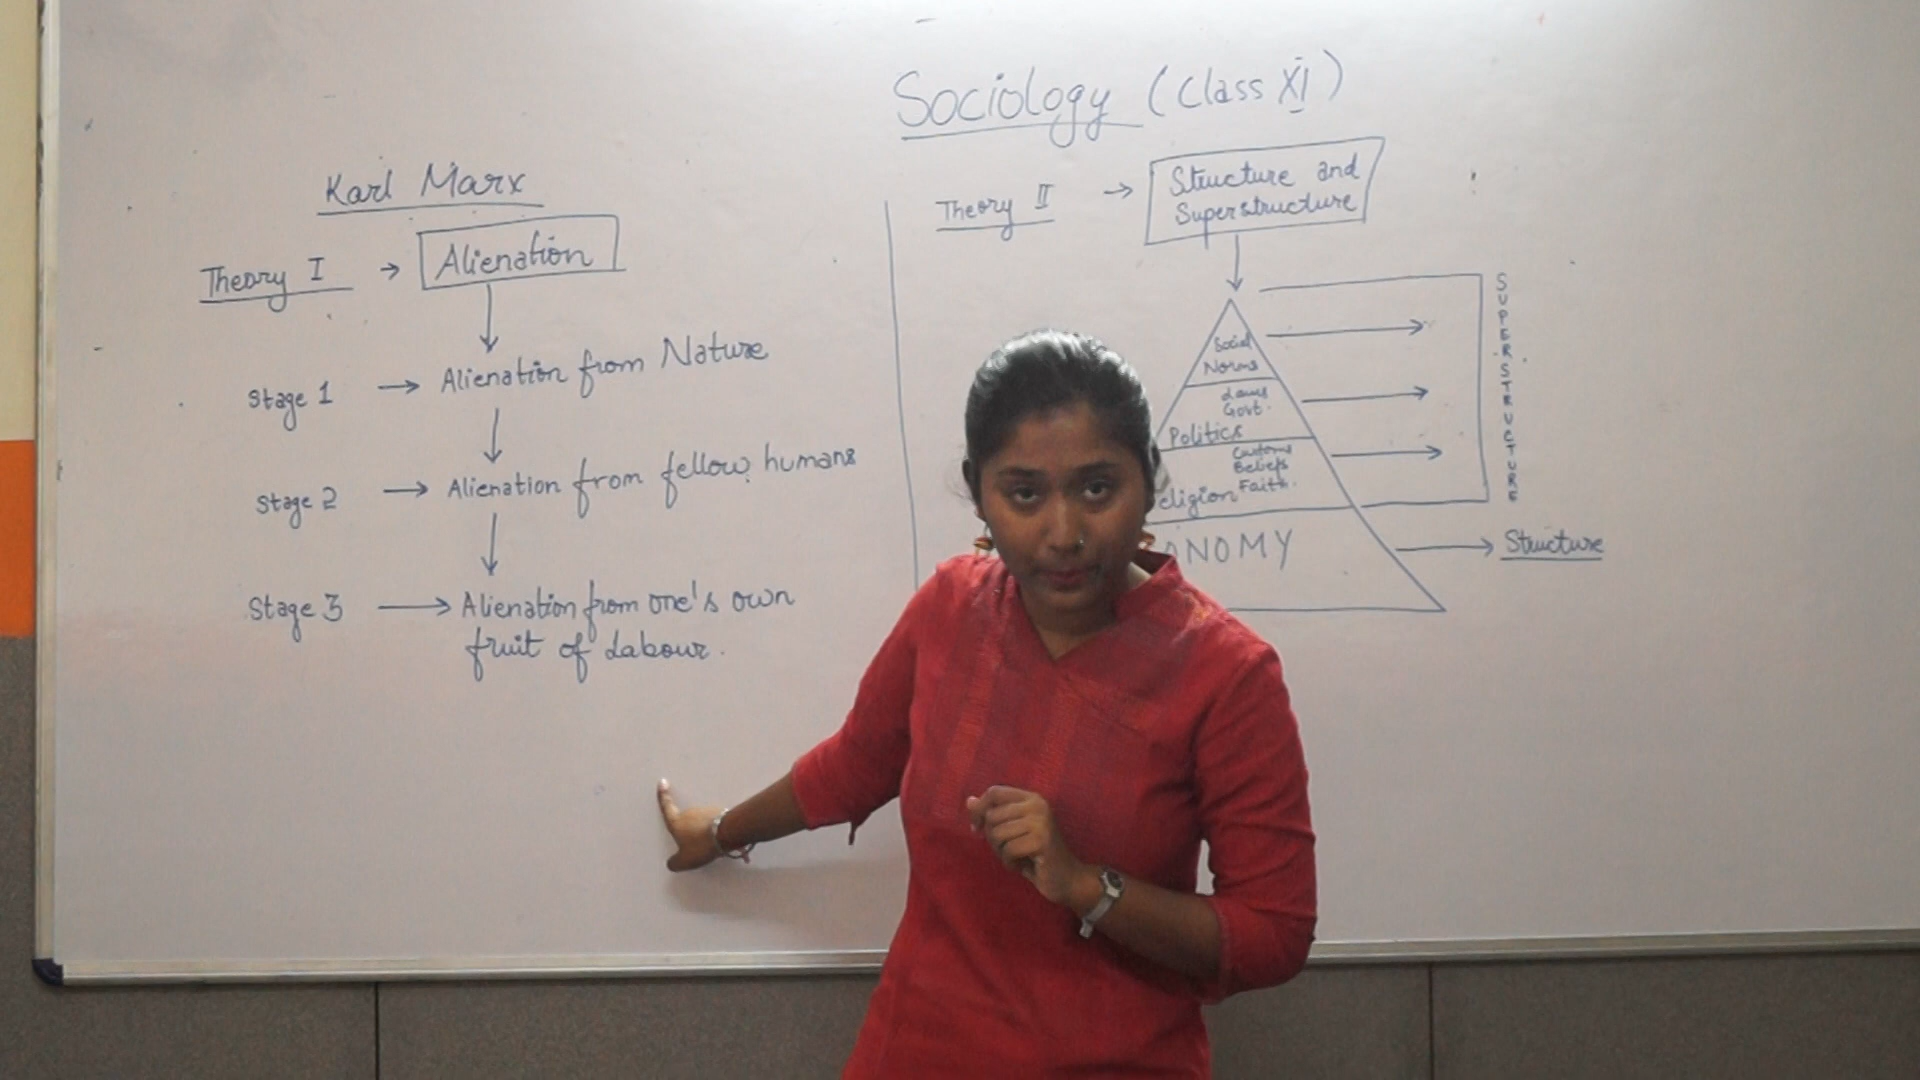 Sociology (Class XI)
Karl Marx
Theory I → Alienation
Stage 1 → Alienation from Nature
Stage 2 → Alienation from fellow humans
Stage 3 → Alienation from one's own
fruit of Labour.
Theory II → Structure and
Superstructure
Social
Norms
Laws
Govt.
Politics
Customs
Beliefs
Faith.
eligion
ONOMY
SUPERSTRUCTURE
Structure